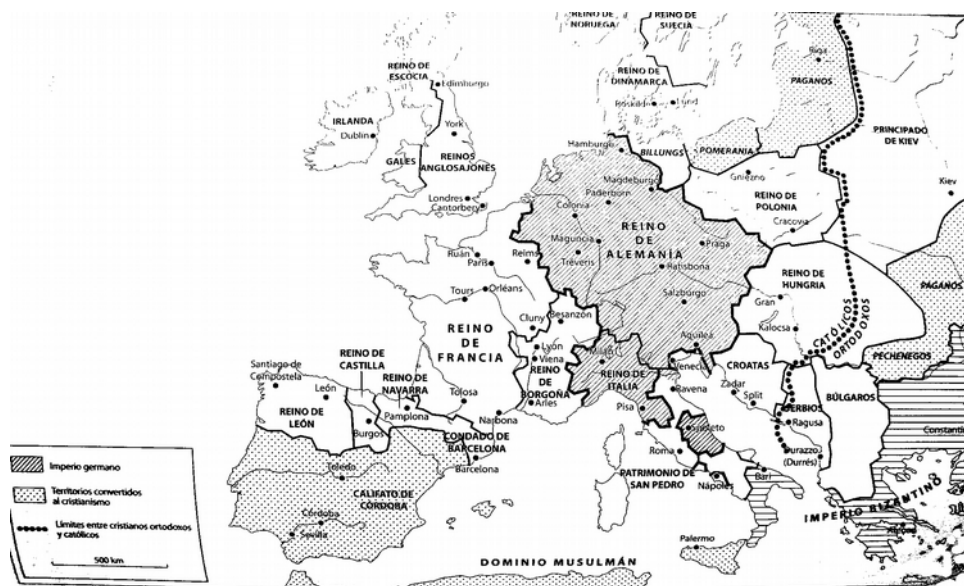 REINO DE
NORUEGA
REINO DE
SUECIA
REINO DE
ESCOCIA
Edimburgo
REINO DE
DINAMARCA
Roskild
Lund
Riga
PAGANOS
IRLANDA
Dublín
York
GALES
REINOS
ANGLOSAJONES
Londres
Cantorbery
Hamburgo
BILLUNGS
POMERANIA
PRINCIPADO
DE KIEV
Kiev
Magdeburgo
Paderborn
Colonia
Gniezno
REINO DE
POLONIA
Cracovia
REINO
DE
ALEMANIA
Maguncia
Tréveris
Praga
Ratisbona
Salzburgo
Ruán
París
Reims
Tours
Orléans
Cluny
Besanzón
REINO
DE
FRANCIA
Lyón
Viena
REINO
DE
BORGOÑA
Arles
REINO DE
HUNGRIA
Gran
Kalocsa
CATÓLICOS
ORTODOXOS
PAGANOS
PECHENEGOS
Aquilea
Milán
Venecia
REINO DE
ITALIA
Ravena
Pisa
CROATAS
Zadar
Split
SERBIOS
Ragusa
BÚLGAROS
Durazzo
(Durrës)
Spoleto
Roma
PATRIMONIO DE
SAN PEDRO
Nápoles
Bari
IMPERIO BIZANTINO
Santiago de
Compostela
León
REINO DE
LEÓN
REINO DE
CASTILLA
REINO DE
NAVARRA
Pamplona
Burgos
Tolosa
Narbona
CONDADO DE
BARCELONA
Barcelona
Toledo
CALIFATO DE
CÓRDOBA
Córdoba
Sevilla
Palermo
DOMINIO MUSULMÁN
Imperio germano
Territorios convertidos
al cristianismo
Límites entre cristianos ortodoxos
y católicos
500 km